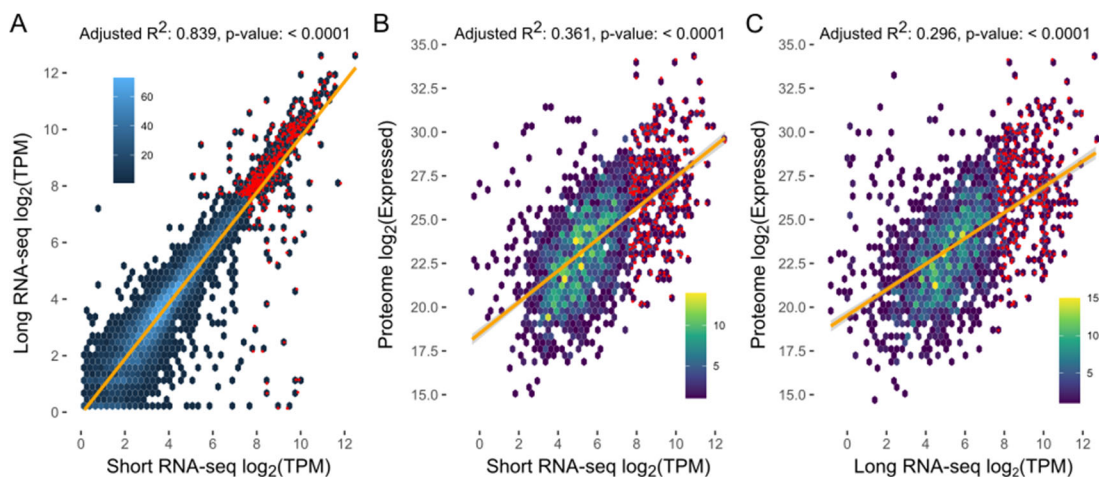 A
Adjusted R²: 0.839, p-value: < 0.0001
Long RNA-seq log₂(TPM)
12
10
8
6
4
2
0
60
40
20
0 2 4 6 8 10 12
Short RNA-seq log₂(TPM)
B
Adjusted R²: 0.361, p-value: < 0.0001
Proteome log₂(Expressed)
35.0
32.5
30.0
27.5
25.0
22.5
20.0
17.5
15.0
10
5
0 2 4 6 8 10 12
Short RNA-seq log₂(TPM)
C
Adjusted R²: 0.296, p-value: < 0.0001
Proteome log₂(Expressed)
35.0
32.5
30.0
27.5
25.0
22.5
20.0
17.5
15.0
15
10
5
0 2 4 6 8 10 12
Long RNA-seq log₂(TPM)